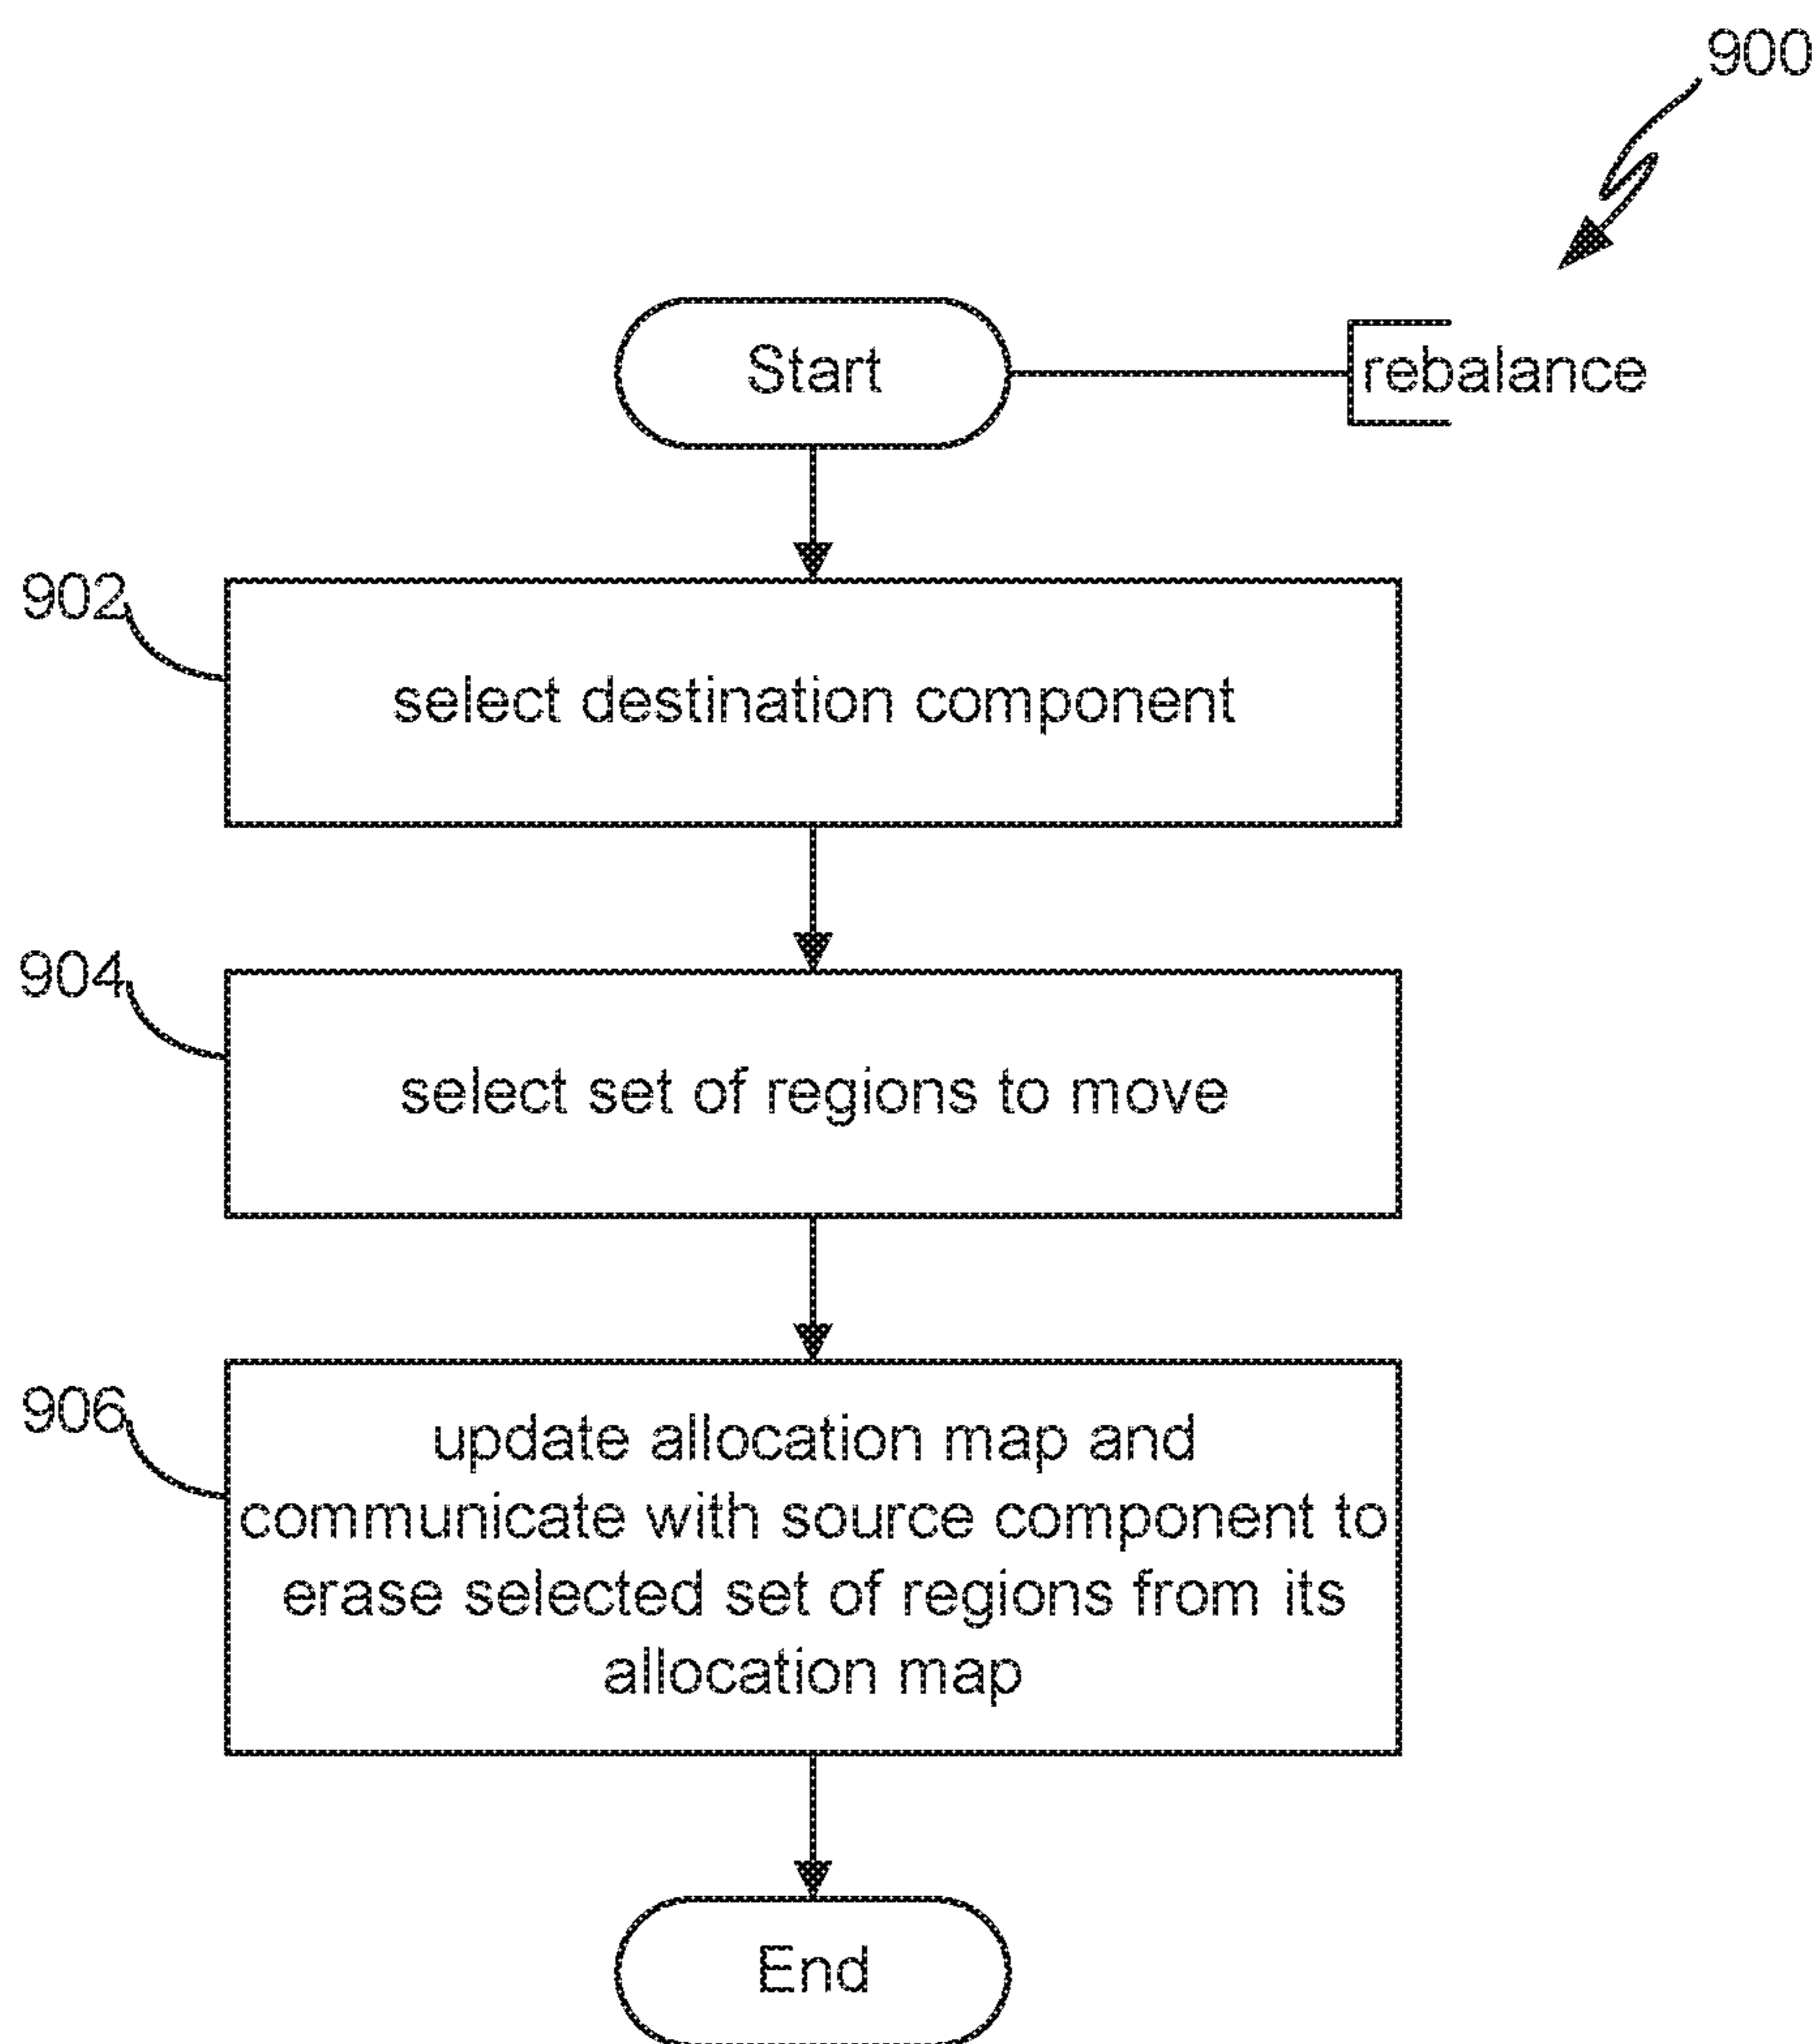 900
Start
rebalance
902
select destination component
904
select set of regions to move
906
update allocation map and
communicate with source component to
erase selected set of regions from its
allocation map
End